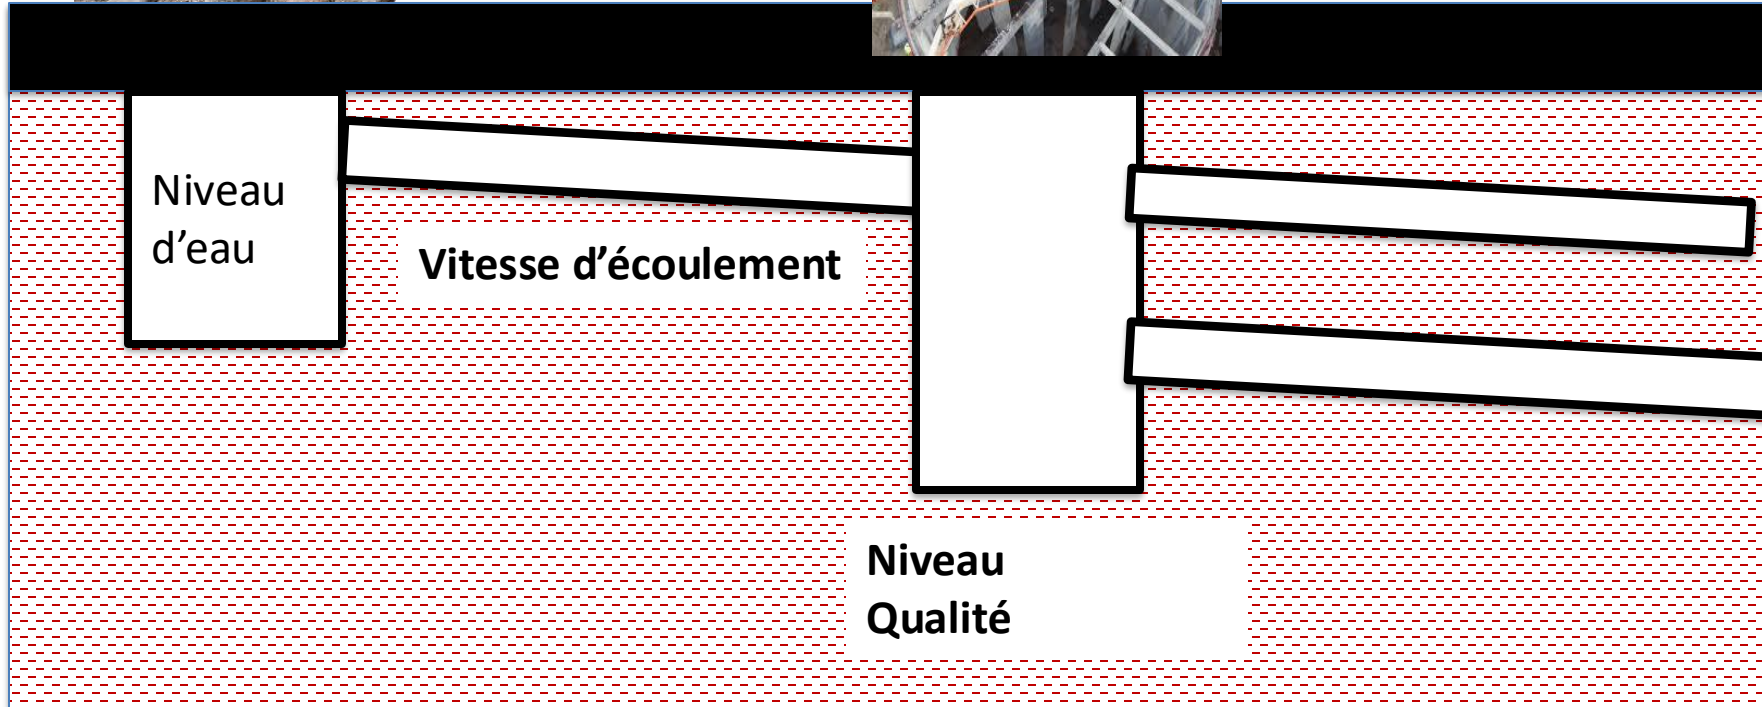 Niveau
d’eau
Vitesse d’écoulement
Niveau
Qualité